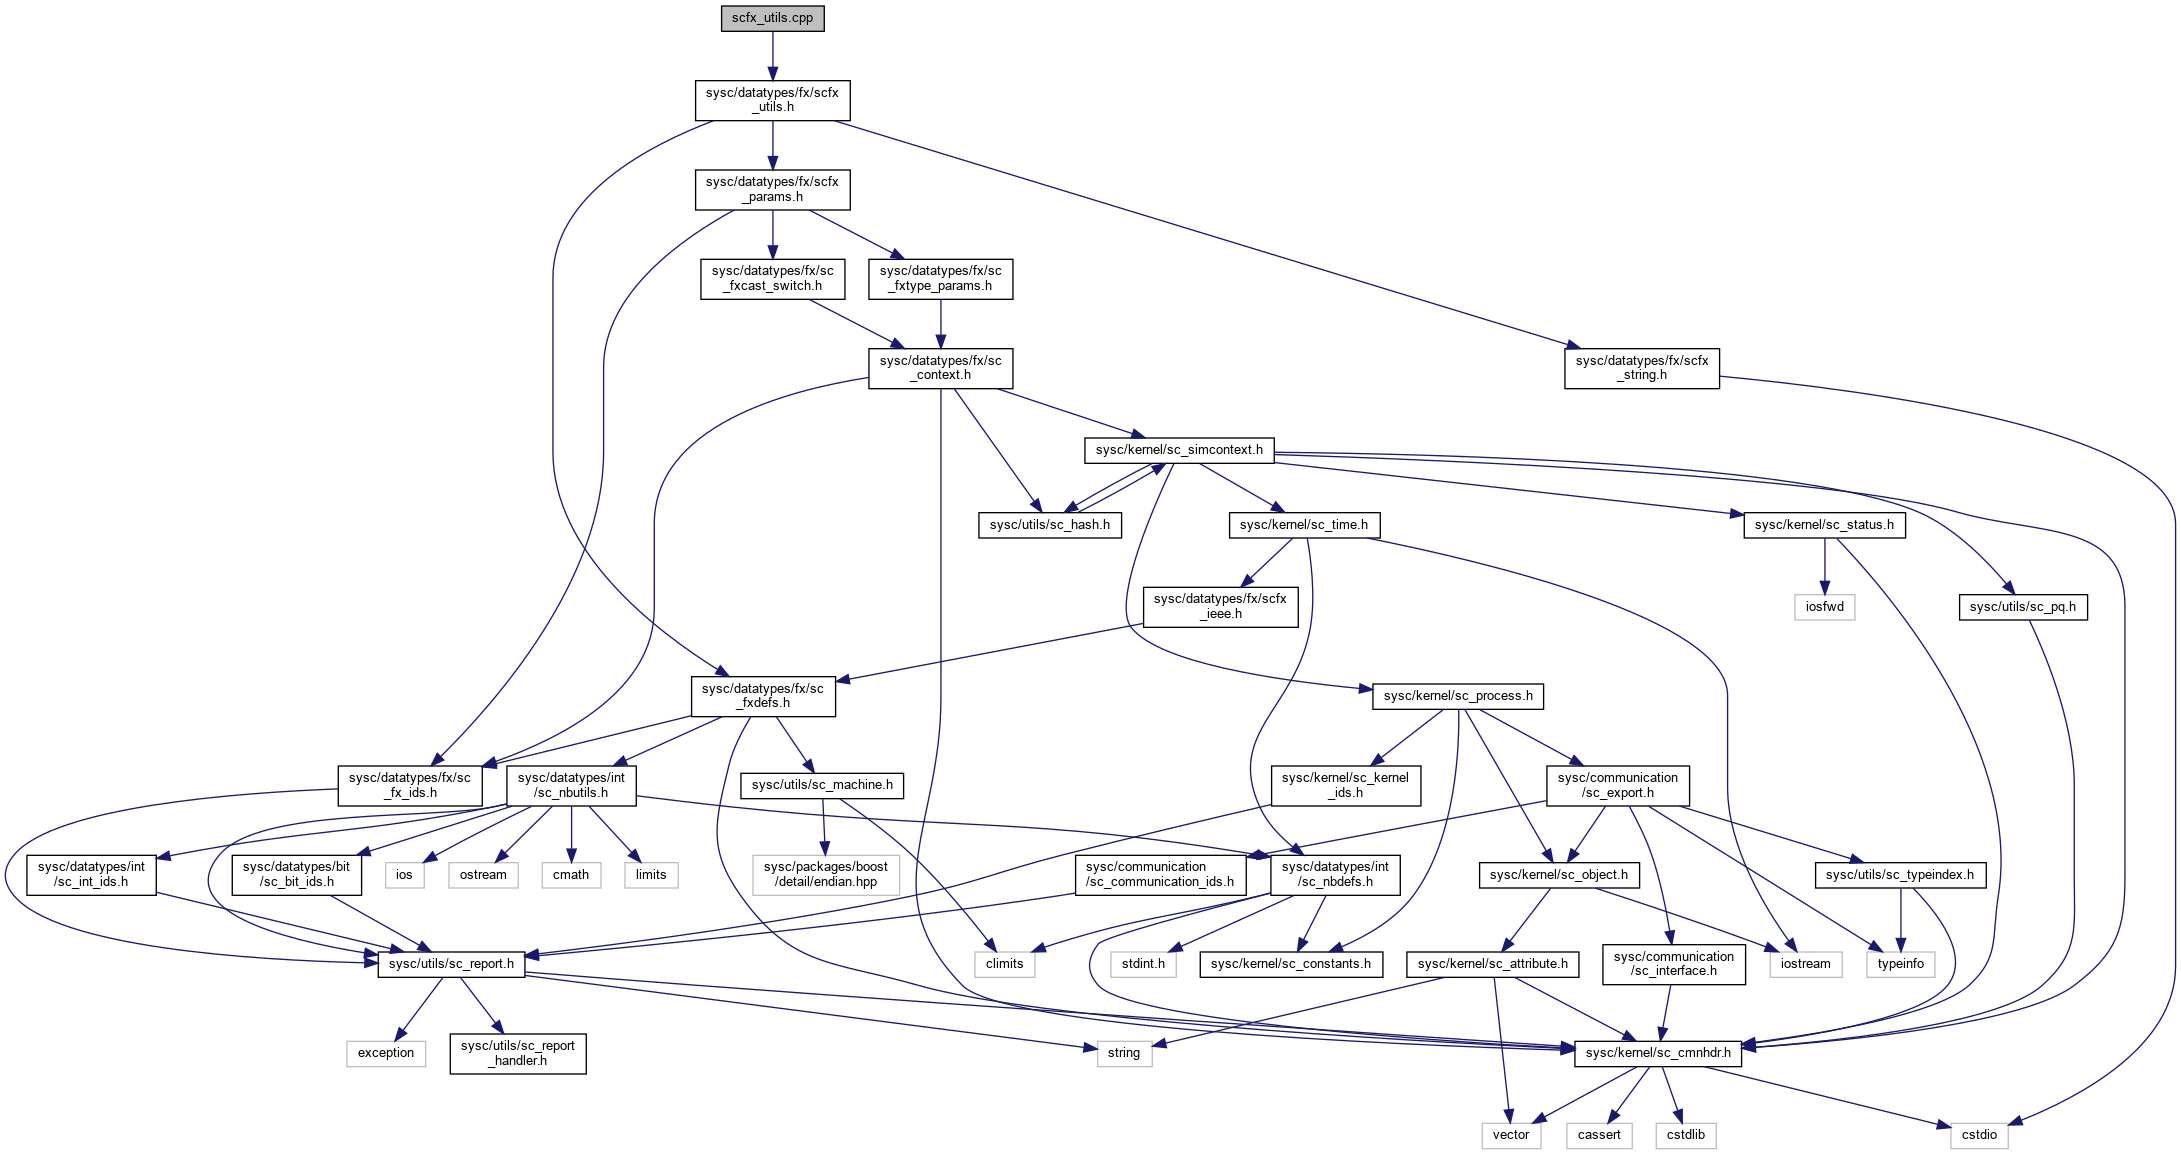 scfx_utils.cpp
sysc/datatypes/fx/scfx
_utils.h
sysc/datatypes/fx/scfx
_params.h
sysc/datatypes/fx/sc
_fxcast_switch.h
sysc/datatypes/fx/sc
_fxtype_params.h
sysc/datatypes/fx/sc
_context.h
sysc/datatypes/fx/scfx
_string.h
sysc/kernel/sc_simcontext.h
sysc/utils/sc_hash.h
sysc/kernel/sc_time.h
sysc/kernel/sc_status.h
sysc/datatypes/fx/scfx
_ieee.h
iosfwd
sysc/utils/sc_pq.h
sysc/datatypes/fx/sc
_fxdefs.h
sysc/kernel/sc_process.h
sysc/datatypes/fx/sc
_fx_ids.h
sysc/datatypes/int
/sc_nbutils.h
sysc/utils/sc_machine.h
sysc/kernel/sc_kernel
_ids.h
sysc/communication
/sc_export.h
sysc/datatypes/int
/sc_int_ids.h
sysc/datatypes/bit
/sc_bit_ids.h
ios
ostream
cmath
limits
sysc/packages/boost
/detail/endian.hpp
sysc/communication
/sc_communication_ids.h
sysc/datatypes/int
/sc_nbdefs.h
sysc/kernel/sc_object.h
sysc/utils/sc_typeindex.h
sysc/utils/sc_report.h
climits
stdint.h
sysc/kernel/sc_constants.h
sysc/kernel/sc_attribute.h
sysc/communication
/sc_interface.h
iostream
typeinfo
exception
sysc/utils/sc_report
_handler.h
string
sysc/kernel/sc_cmnhdr.h
vector
cassert
cstdlib
cstdio